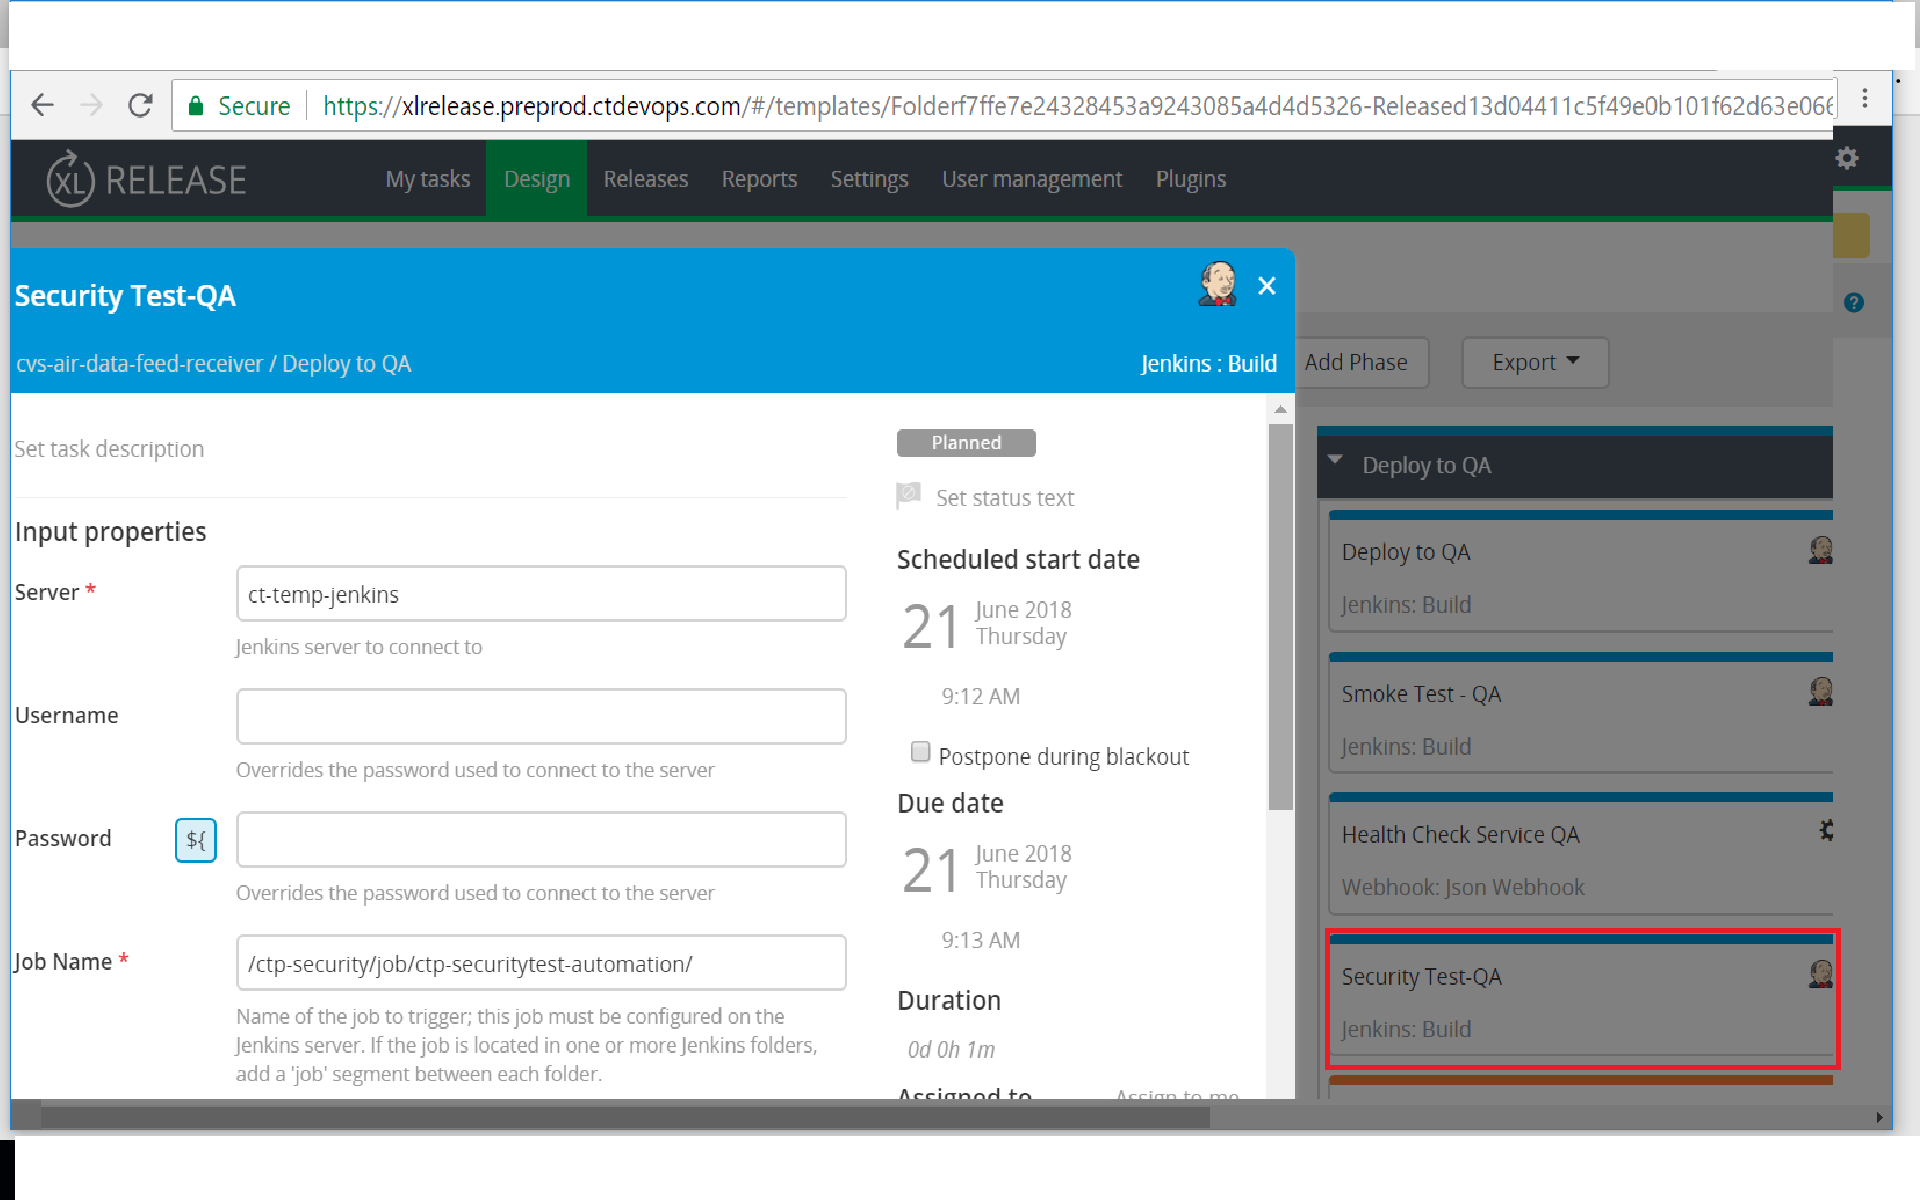 Secure https://xlrelease.preprod.ctdevops.com/#/templates/Folderf7ffe7e24328453a9243085a4d4d5326-Released13d04411c5f49e0b101f62d63e066
XL RELEASE My tasks Design Releases Reports Settings User management Plugins
Security Test-QA
cvs-air-data-feed-receiver / Deploy to QA
Jenkins : Build
Set task description
Input properties
Server *
ct-temp-jenkins
Jenkins server to connect to
Username
Overrides the password used to connect to the server
Password
${
Overrides the password used to connect to the server
Job Name *
/ctp-security/job/ctp-securitytest-automation/
Name of the job to trigger; this job must be configured on the
Jenkins server. If the job is located in one or more Jenkins folders,
add a 'job' segment between each folder.
Planned
Set status text
Scheduled start date
21 June 2018
Thursday
9:12 AM
Postpone during blackout
Due date
21 June 2018
Thursday
9:13 AM
Duration
0d 0h 1m
Assigned to Assign to me
Add Phase
Export
?
Deploy to QA
Deploy to QA
Jenkins: Build
Smoke Test - QA
Jenkins: Build
Health Check Service QA
Webhook: Json Webhook
Security Test-QA
Jenkins: Build